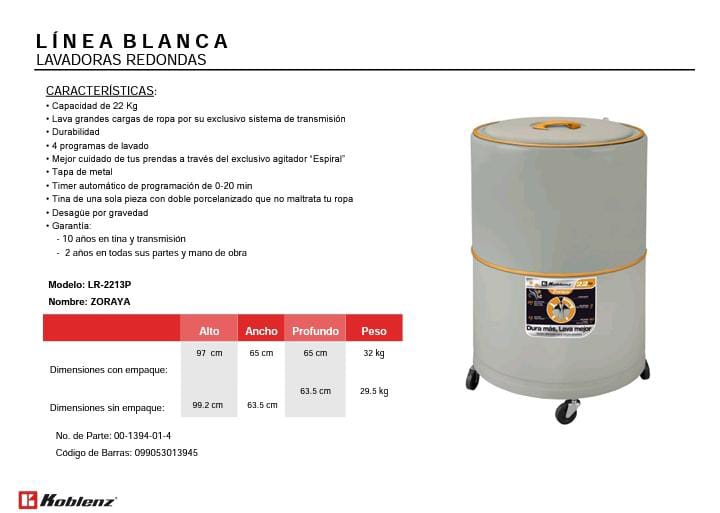 LÍNEA BLANCA
LAVADORAS REDONDAS
CARACTERÍSTICAS:
• Capacidad de 22 Kg
• Lava grandes cargas de ropa por su exclusivo sistema de transmisión
• Durabilidad
• 4 programas de lavado
• Mejor cuidado de tus prendas a través del exclusivo agitador “Espiral”
• Tapa de metal
• Timer automático de programación de 0-20 min
• Tina de una sola pieza con doble porcelanizado que no maltrata tu ropa
• Desagüe por gravedad
• Garantía:
- 10 años en tina y transmisión
- 2 años en todas sus partes y mano de obra
Modelo: LR-2213P
Nombre: ZORAYA
Alto Ancho Profundo Peso
97 cm 65 cm 65 cm 32 kg
Dimensiones con empaque:
63.5 cm 29.5 kg
Dimensiones sin empaque: 99.2 cm 63.5 cm
No. de Parte: 00-1394-01-4
Código de Barras: 099053013945
Koblenz
Koblenz 22
Dura más, Lava mejor